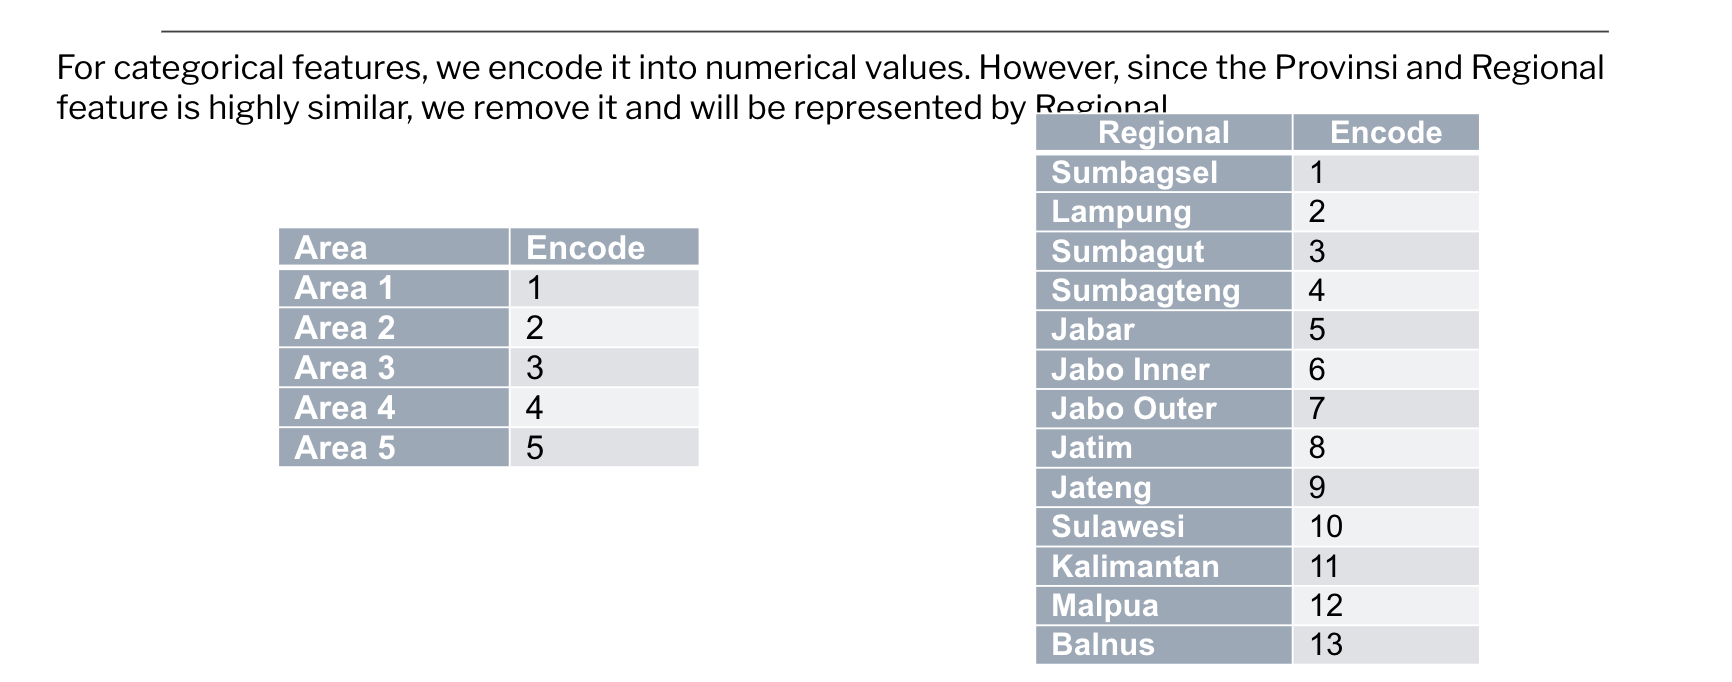 For categorical features, we encode it into numerical values. However, since the Provinsi and Regional
feature is highly similar, we remove it and will be represented by Regional
Area Encode
Area 1 1
Area 2 2
Area 3 3
Area 4 4
Area 5 5
Regional Encode
Sumbagsel 1
Lampung 2
Sumbagut 3
Sumbagteng 4
Jabar 5
Jabo Inner 6
Jabo Outer 7
Jatim 8
Jateng 9
Sulawesi 10
Kalimantan 11
Malpua 12
Balnus 13